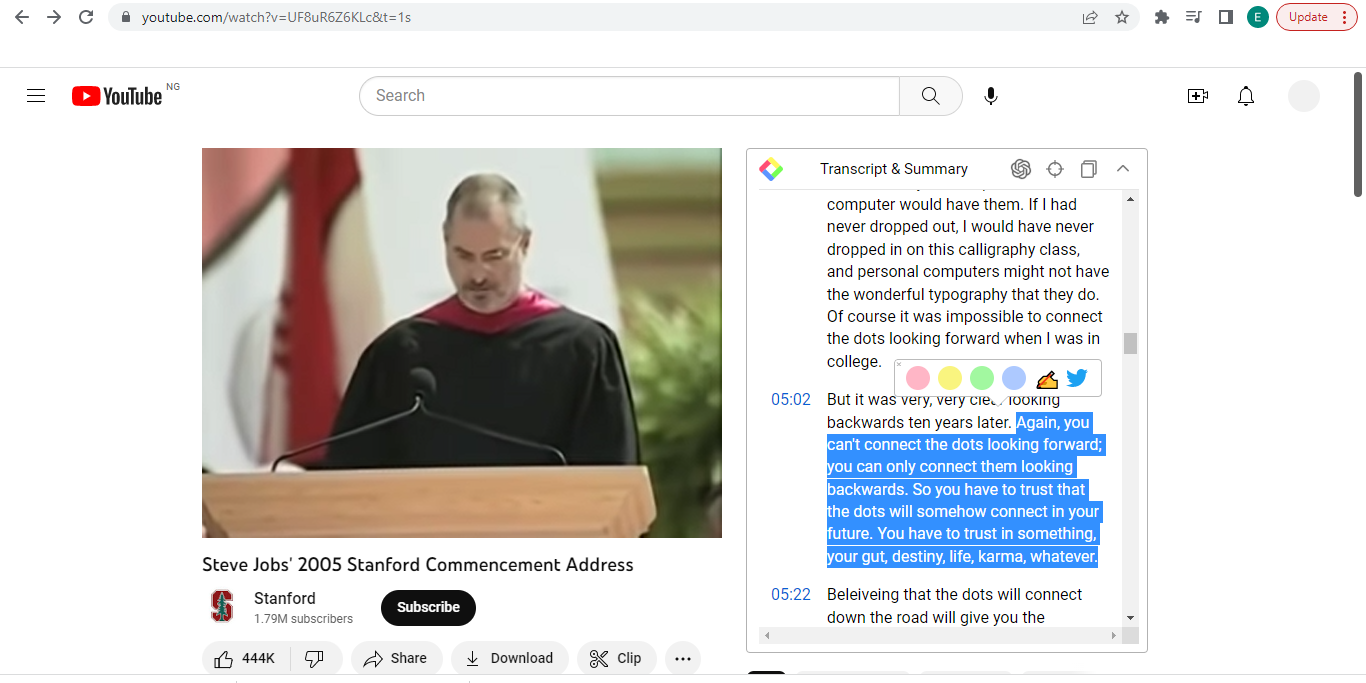 youtube.com/watch?v=UF8uR6Z6KLc&t=1s
E
Update
YouTube
NG
Search
Transcript & Summary
computer would have them. If I had
never dropped out, I would have never
dropped in on this calligraphy class,
and personal computers might not have
the wonderful typography that they do.
Of course it was impossible to connect
the dots looking forward when I was in
college.
05:02
But it was very, very clear looking
backwards ten years later. Again, you
can't connect the dots looking forward;
you can only connect them looking
backwards. So you have to trust that
the dots will somehow connect in your
future. You have to trust in something,
your gut, destiny, life, karma, whatever.
05:22
Beleiveing that the dots will connect
down the road will give you the
Steve Jobs' 2005 Stanford Commencement Address
S
Stanford
1.79M subscribers
Subscribe
444K
Share
Download
Clip